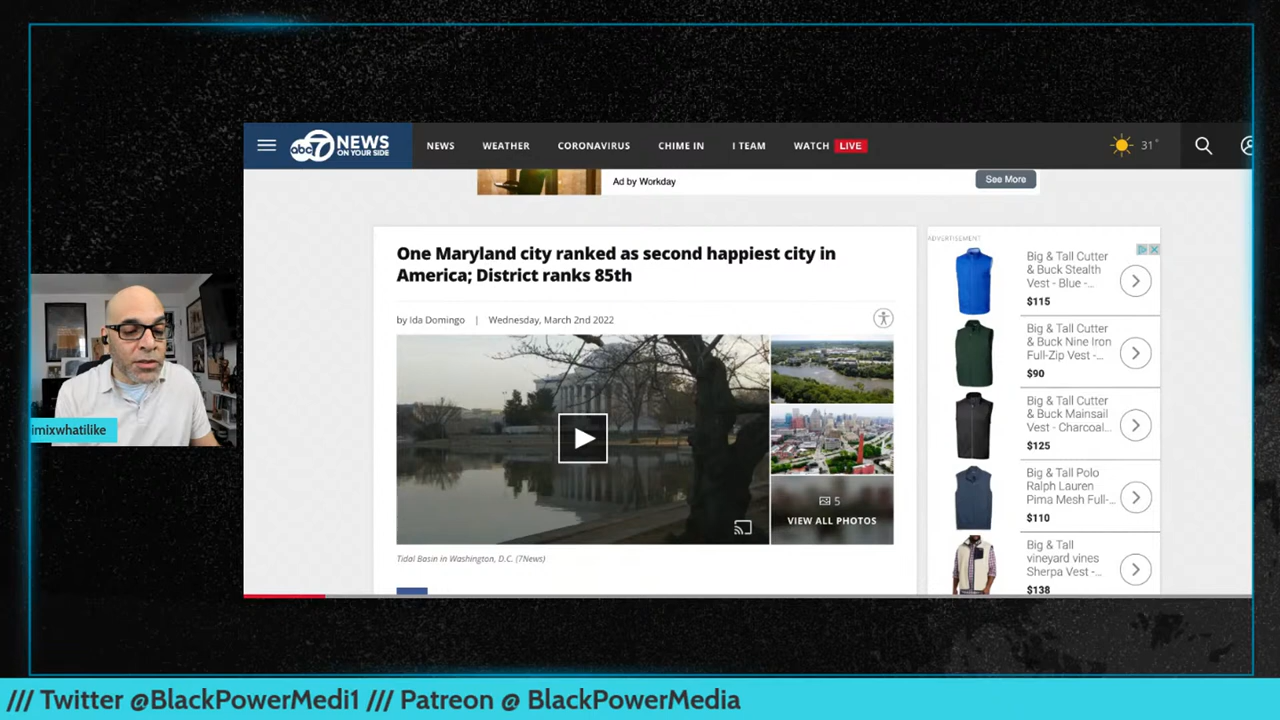 abc 7 NEWS
ON YOUR SIDE
NEWS
WEATHER
CORONAVIRUS
CHIME IN
I TEAM
WATCH LIVE
31°
Ad by Workday
See More
One Maryland city ranked as second happiest city in
America; District ranks 85th
by Ida Domingo | Wednesday, March 2nd 2022
5
VIEW ALL PHOTOS
Tidal Basin in Washington, D.C. (7News)
ADVERTISEMENT
Big & Tall Cutter
& Buck Stealth
Vest - Blue -...
$115
Big & Tall Cutter
& Buck Nine Iron
Full-Zip Vest -...
$90
Big & Tall Cutter
& Buck Mainsail
Vest - Charcoal...
$125
Big & Tall Polo
Ralph Lauren
Pima Mesh Full-...
$110
Big & Tall
vineyard vines
Sherpa Vest -...
$138
imixwhatilike
/// Twitter @BlackPowerMedi1 /// Patreon @ BlackPowerMedia